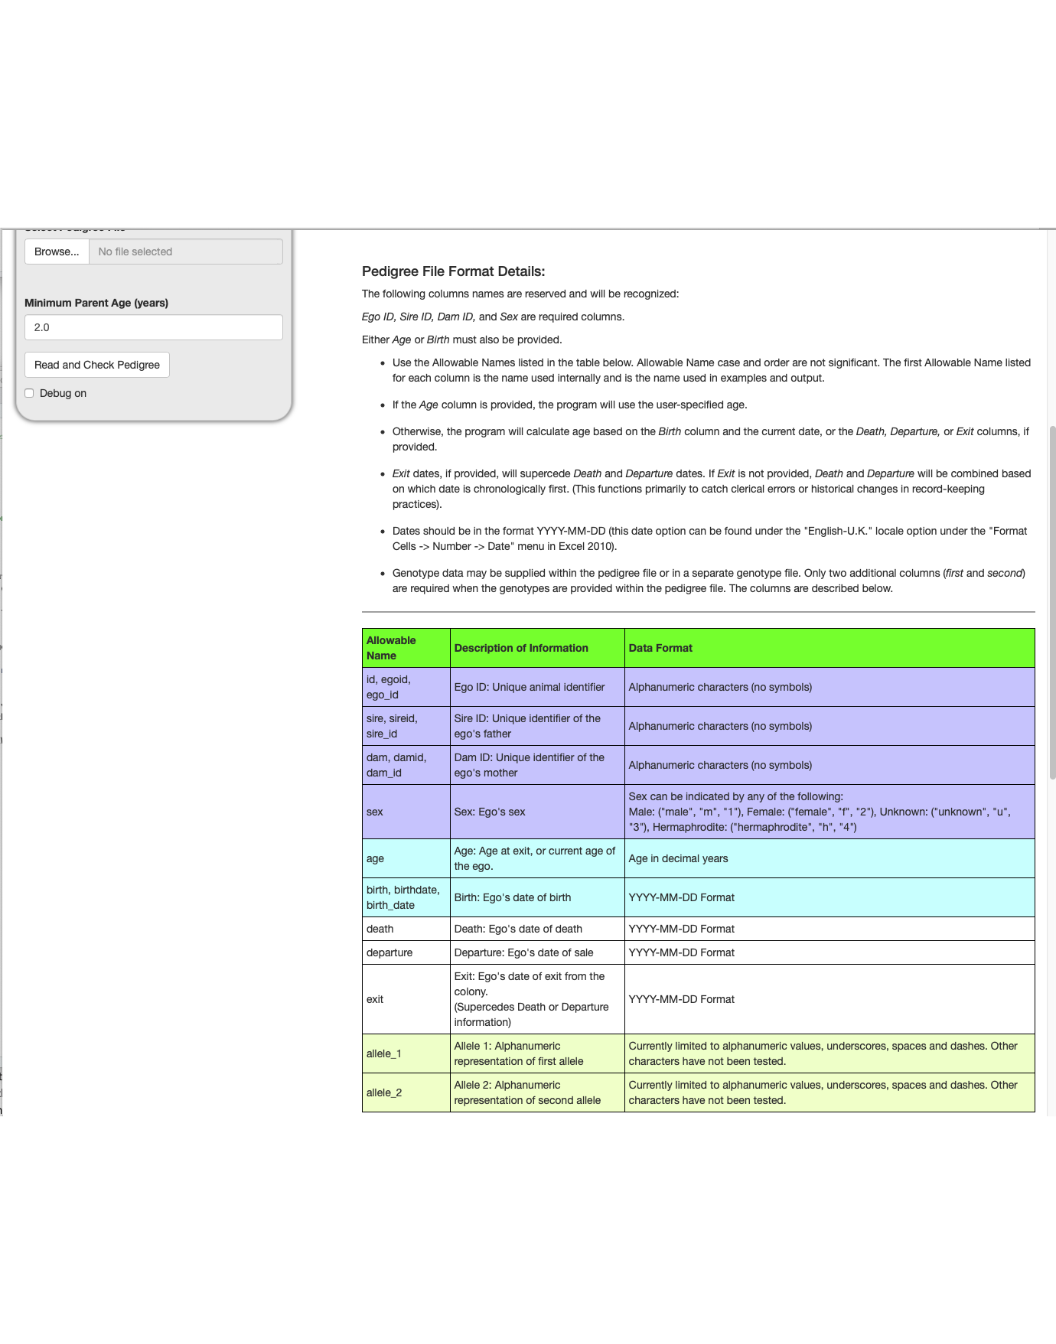 Browse...
No file selected
Minimum Parent Age (years)
2.0
Read and Check Pedigree
Debug on
Pedigree File Format Details:
The following columns names are reserved and will be recognized:
Ego ID, Sire ID, Dam ID, and Sex are required columns.
Either Age or Birth must also be provided.
• Use the Allowable Names listed in the table below. Allowable Name case and order are not significant. The first Allowable Name listed
for each column is the name used internally and is the name used in examples and output.
• If the Age column is provided, the program will use the user-specified age.
• Otherwise, the program will calculate age based on the Birth column and the current date, or the Death, Departure, or Exit columns, if
provided.
• Exit dates, if provided, will supercede Death and Departure dates. If Exit is not provided, Death and Departure will be combined based
on which date is chronologically first. (This functions primarily to catch clerical errors or historical changes in record-keeping
practices).
• Dates should be in the format YYYY-MM-DD (this date option can be found under the "English-U.K." locale option under the "Format
Cells -> Number -> Date" menu in Excel 2010).
• Genotype data may be supplied within the pedigree file or in a separate genotype file. Only two additional columns (first and second)
are required when the genotypes are provided within the pedigree file. The columns are described below.
Allowable
Name
Description of Information
Data Format
id, egoid,
ego_id
Ego ID: Unique animal identifier
Alphanumeric characters (no symbols)
sire, sireid,
sire_id
Sire ID: Unique identifier of the
ego's father
Alphanumeric characters (no symbols)
dam, damid,
dam_id
Dam ID: Unique identifier of the
ego's mother
Alphanumeric characters (no symbols)
sex
Sex: Ego's sex
Sex can be indicated by any of the following:
Male: ("male", "m", "1"), Female: ("female", "f", "2"), Unknown: ("unknown", "u",
"3"), Hermaphrodite: ("hermaphrodite", "h", "4")
age
Age: Age at exit, or current age of
the ego.
Age in decimal years
birth, birthdate,
birth_date
Birth: Ego's date of birth
YYYY-MM-DD Format
death
Death: Ego's date of death
YYYY-MM-DD Format
departure
Departure: Ego's date of sale
YYYY-MM-DD Format
exit
Exit: Ego's date of exit from the
colony.
(Supercedes Death or Departure
information)
YYYY-MM-DD Format
allele_1
Allele 1: Alphanumeric
representation of first allele
Currently limited to alphanumeric values, underscores, spaces and dashes. Other
characters have not been tested.
allele_2
Allele 2: Alphanumeric
representation of second allele
Currently limited to alphanumeric values, underscores, spaces and dashes. Other
characters have not been tested.